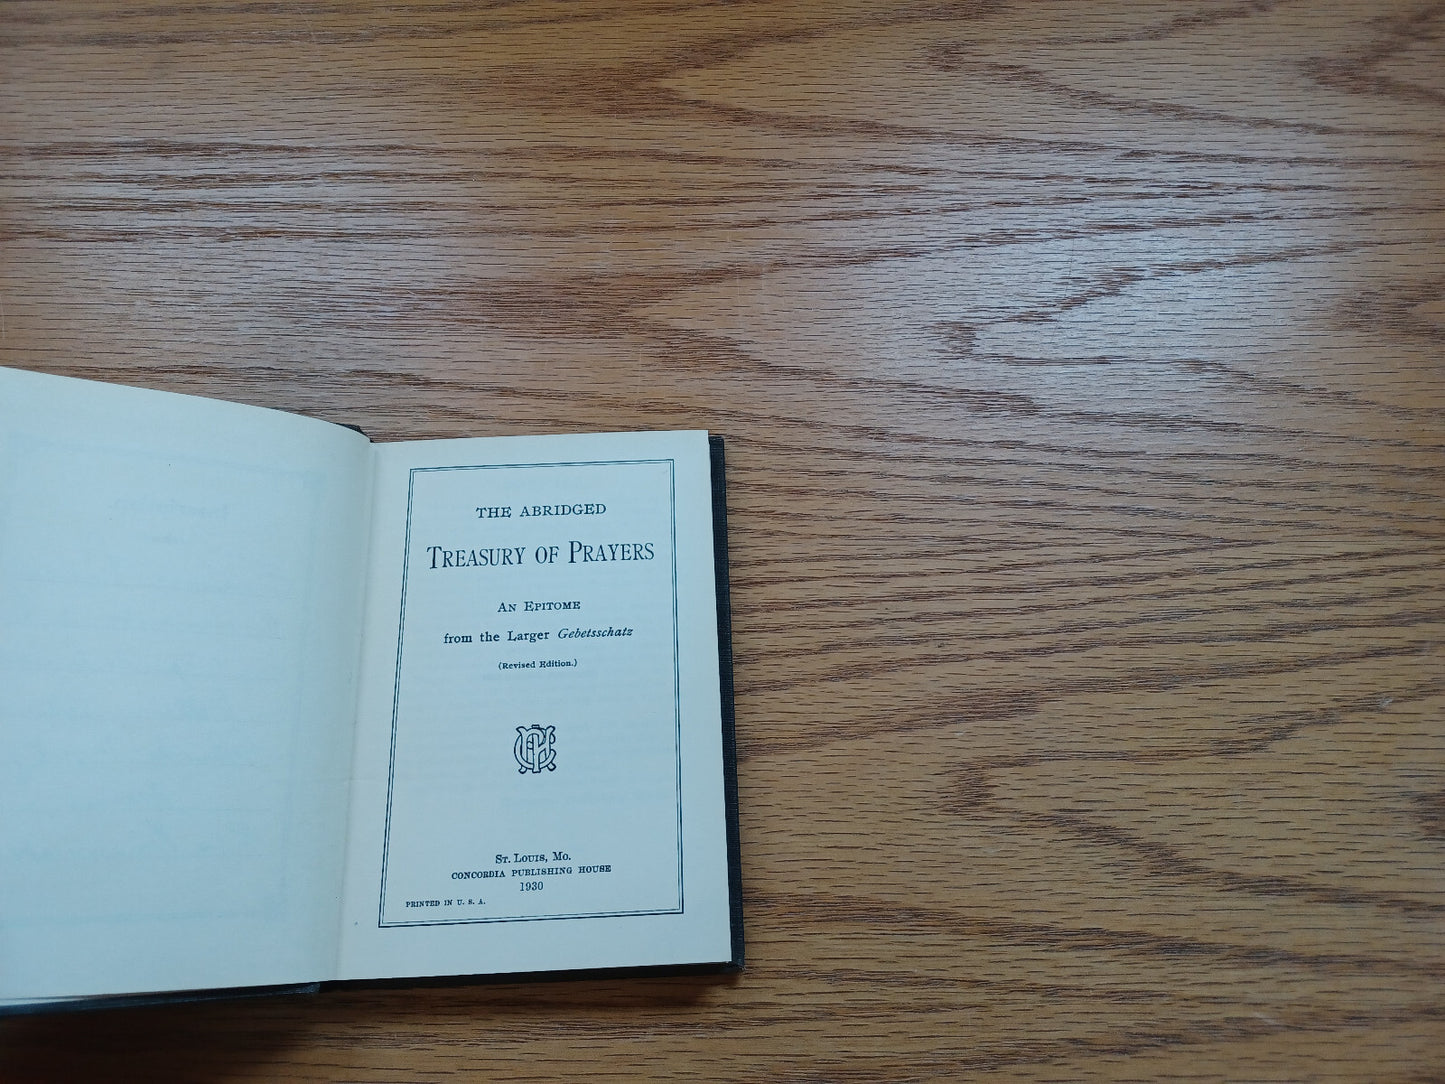 THE ABRIDGED
TREASURY OF PRAYERS
AN EPITOME
from the Larger Gebetsschatz
(Revised Edition.)
ST. LOUIS, MO.
CONCORDIA PUBLISHING HOUSE
1930
PRINTED IN U. S. A.